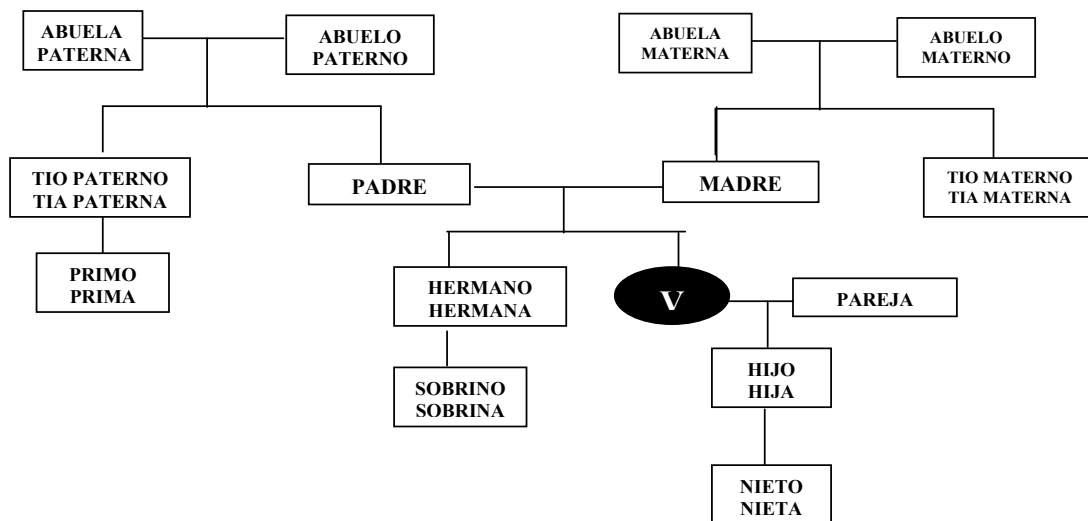 ABUELA
PATERNA
ABUELO
PATERNO
ABUELA
MATERNA
ABUELO
MATERNO
TIO PATERNO
TIA PATERNA
PADRE
MADRE
TIO MATERNO
TIA MATERNA
PRIMO
PRIMA
HERMANO
HERMANA
V
PAREJA
SOBRINO
SOBRINA
HIJO
HIJA
NIETO
NIETA